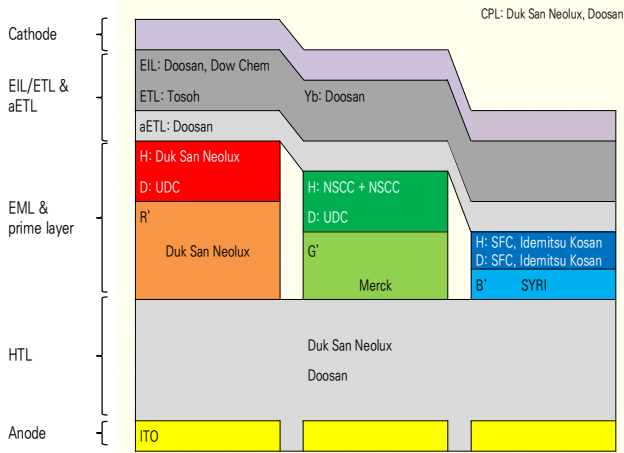 CPL: Duk San Neolux, Doosan
Cathode
EIL/ETL &
aETL
EIL: Doosan, Dow Chem
ETL: Tosoh
Yb: Doosan
aETL: Doosan
H: Duk San Neolux
D: UDC
H: NSCC + NSCC
D: UDC
EML &
prime layer
R'
Duk San Neolux
G'
Merck
H: SFC, Idemitsu Kosan
D: SFC, Idemitsu Kosan
B‘ SYRI
HTL
Duk San Neolux
Doosan
Anode
ITO